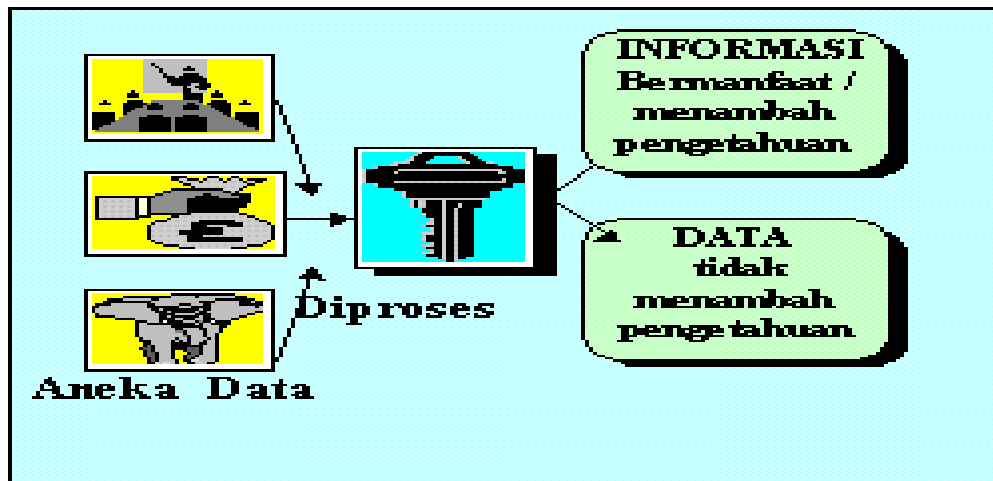 INFORMASI
Bermanfaat /
menambah
pengetahuan
DATA
tidak
menambah
pengetahuan
Diproses
Aneka Data